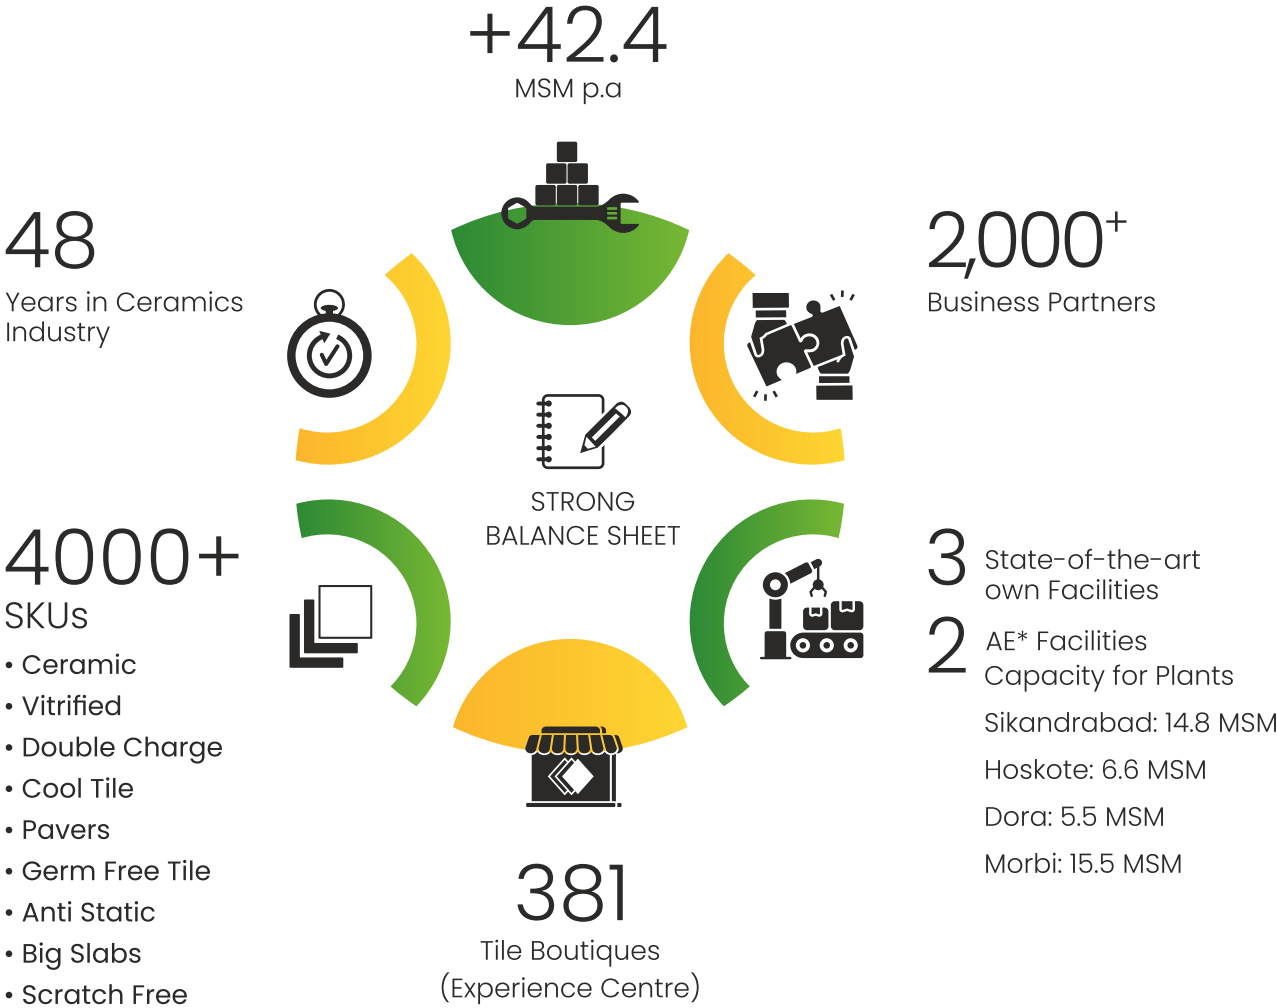 +42.4
MSM p.a
48
Years in Ceramics
Industry
2,000+
Business Partners
STRONG
BALANCE SHEET
4000+
SKUs
• Ceramic
• Vitrified
• Double Charge
• Cool Tile
• Pavers
• Germ Free Tile
• Anti Static
• Big Slabs
• Scratch Free
3 State-of-the-art
own Facilities
2 AE* Facilities
Capacity for Plants
Sikandrabad: 14.8 MSM
Hoskote: 6.6 MSM
Dora: 5.5 MSM
Morbi: 15.5 MSM
381
Tile Boutiques
(Experience Centre)